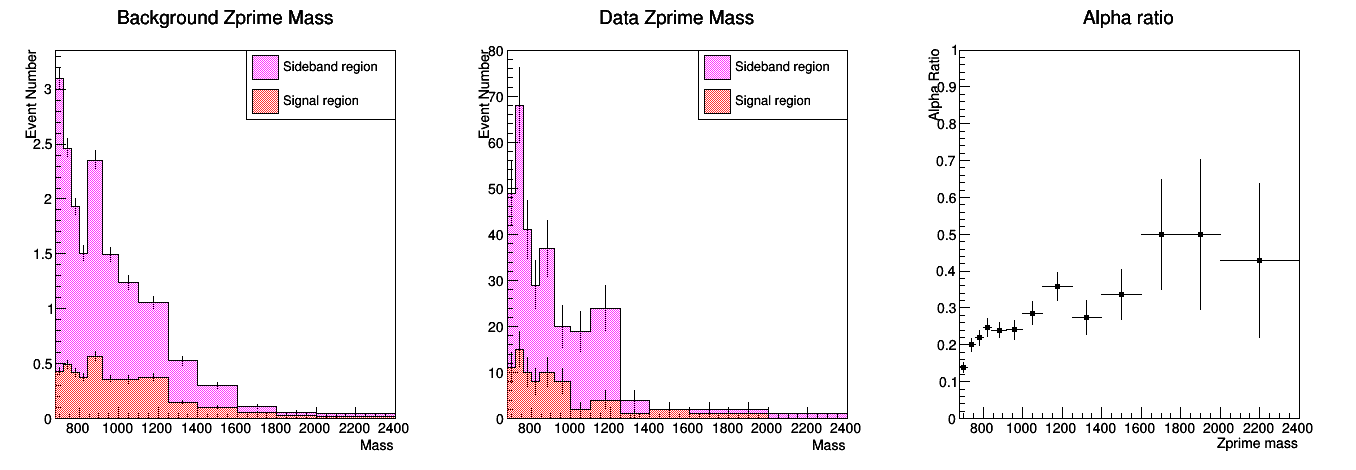 Background Zprime Mass
Event Number
Sideband region
Signal region
3
2.5
2
1.5
1
0.5
0
800 1000 1200 1400 1600 1800 2000 2200 2400
Mass
Data Zprime Mass
Event Number
Sideband region
Signal region
80
70
60
50
40
30
20
10
0
800 1000 1200 1400 1600 1800 2000 2200 2400
Mass
Alpha ratio
Alpha Ratio
1
0.9
0.8
0.7
0.6
0.5
0.4
0.3
0.2
0.1
0
800 1000 1200 1400 1600 1800 2000 2200 2400
Zprime mass